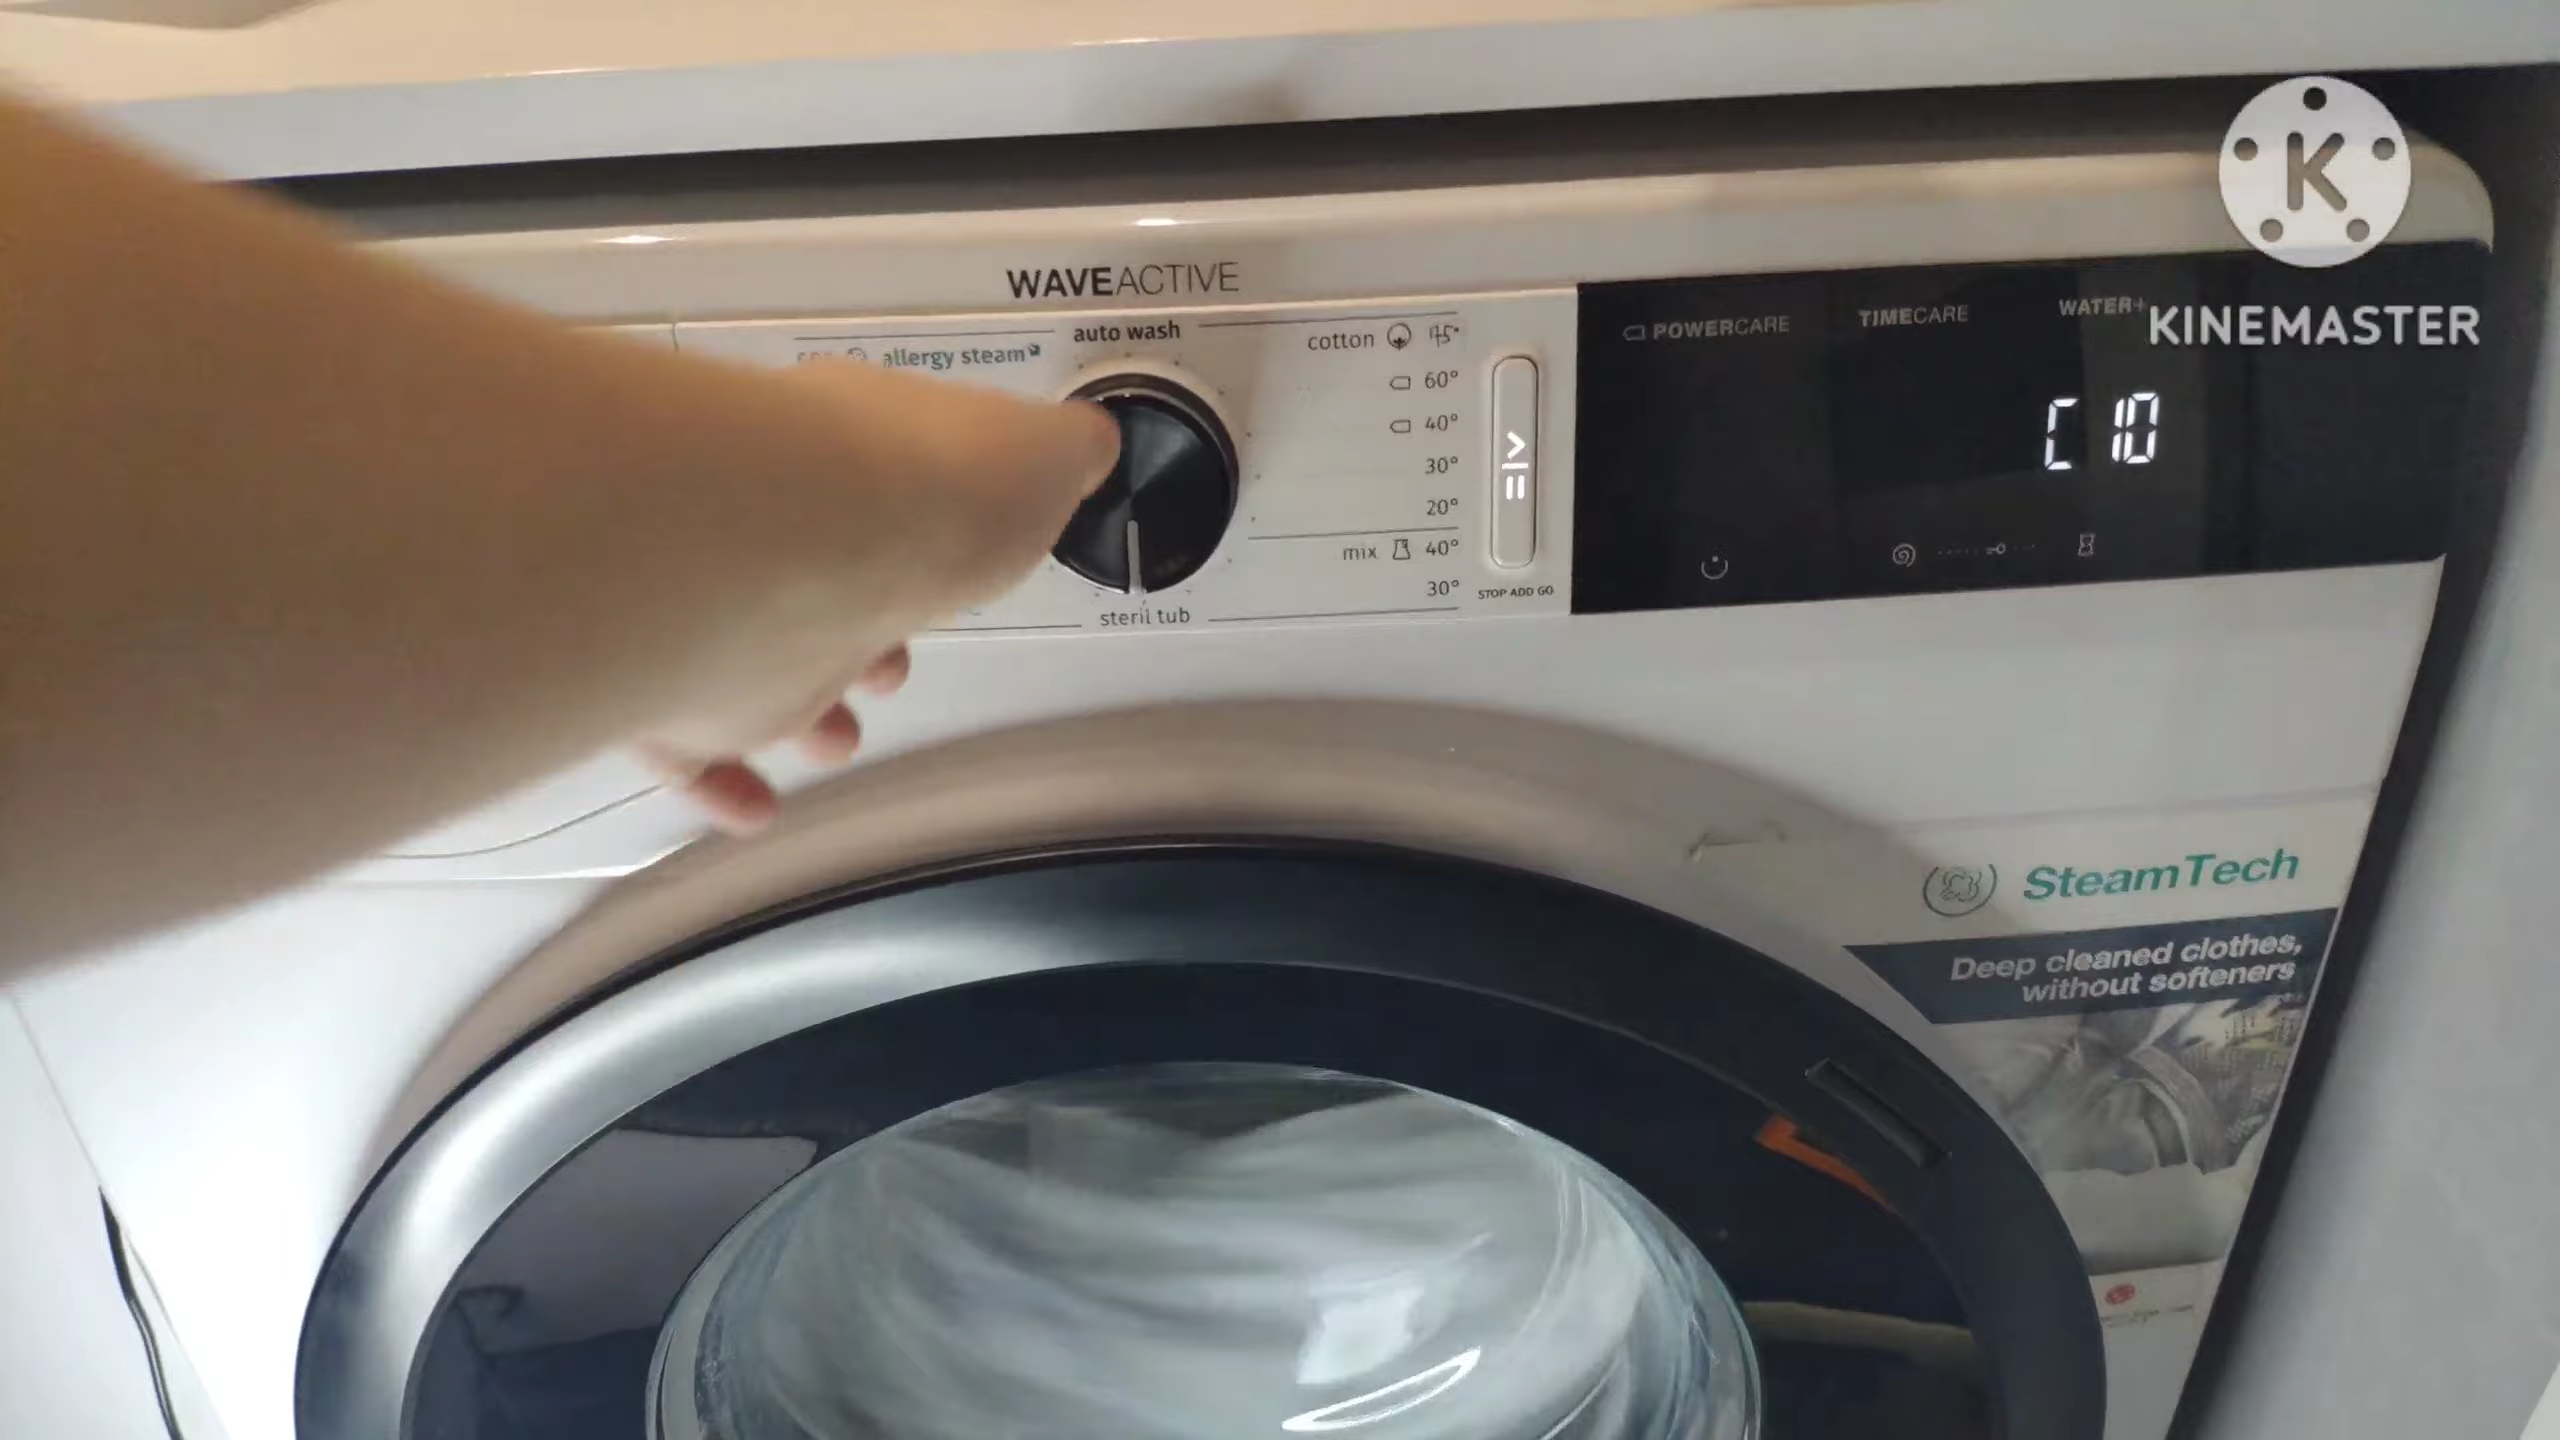 KINEMASTER
WAVEACTIVE
auto wash
allergy steam
cotton
60°
40°
30°
20°
mix 40°
30°
steril tub
STOP ADD GO
POWERCARE TIMECARE WATER+
C 10
SteamTech
Deep cleaned clothes,
without softeners